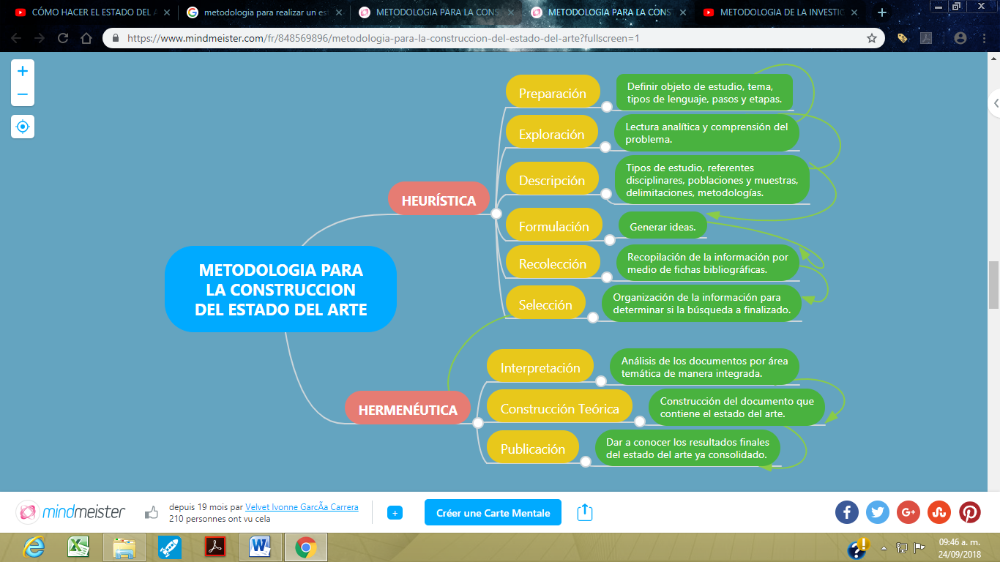 CÓMO HACER EL ESTADO DEL A
metodologia para realizar un est
METODOLOGIA PARA LA CONS
METODOLOGIA PARA LA CONS
METODOLOGIA DE LA INVESTIG
https://www.mindmeister.com/fr/848569896/metodologia-para-la-construccion-del-estado-del-arte?fullscreen=1
METODOLOGIA PARA
LA CONSTRUCCION
DEL ESTADO DEL ARTE
HEURÍSTICA
Preparación
Definir objeto de estudio, tema,
tipos de lenguaje, pasos y etapas.
Exploración
Lectura analítica y comprensión del
problema.
Descripción
Tipos de estudio, referentes
disciplinares, poblaciones y muestras,
delimitaciones, metodologías.
Formulación
Generar ideas.
Recolección
Recopilación de la información por
medio de fichas bibliográficas.
Selección
Organización de la información para
determinar si la búsqueda a finalizado.
HERMENÉUTICA
Interpretación
Análisis de los documentos por área
temática de manera integrada.
Construcción Teórica
Construcción del documento que
contiene el estado del arte.
Publicación
Dar a conocer los resultados finales
del estado del arte ya consolidado.
mindmeister
depuis 19 mois par Velvet Ivonne GarcÃ­a Carrera
210 personnes ont vu cela
Créer une Carte Mentale
09:46 a. m.
24/09/2018